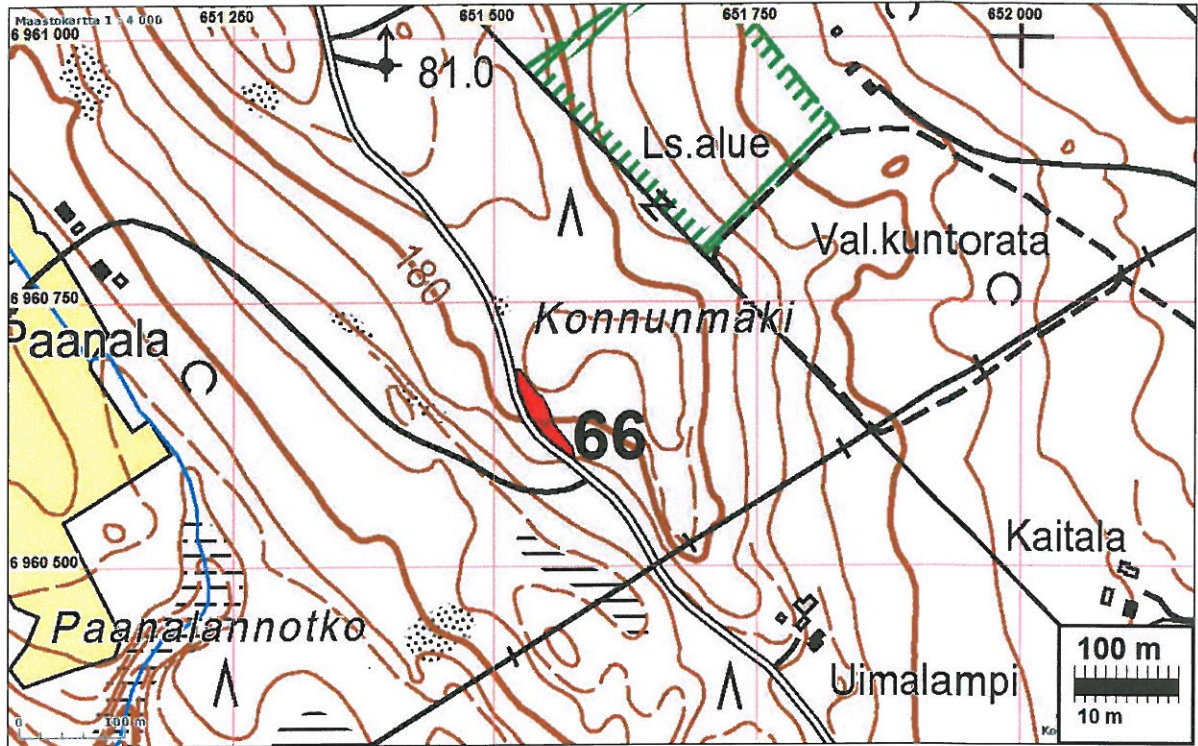 Maastokartta 1 : 4 000
651 250
651 500
651 750
652 000
6 961 000
81.0
Ls.alue
Val.kuntorata
180
6 960 750
Konnunmäki
Paanala
66
Kaitala
6 960 500
Paanalannotko
Uimalampi
100 m
10 m
0 100 m